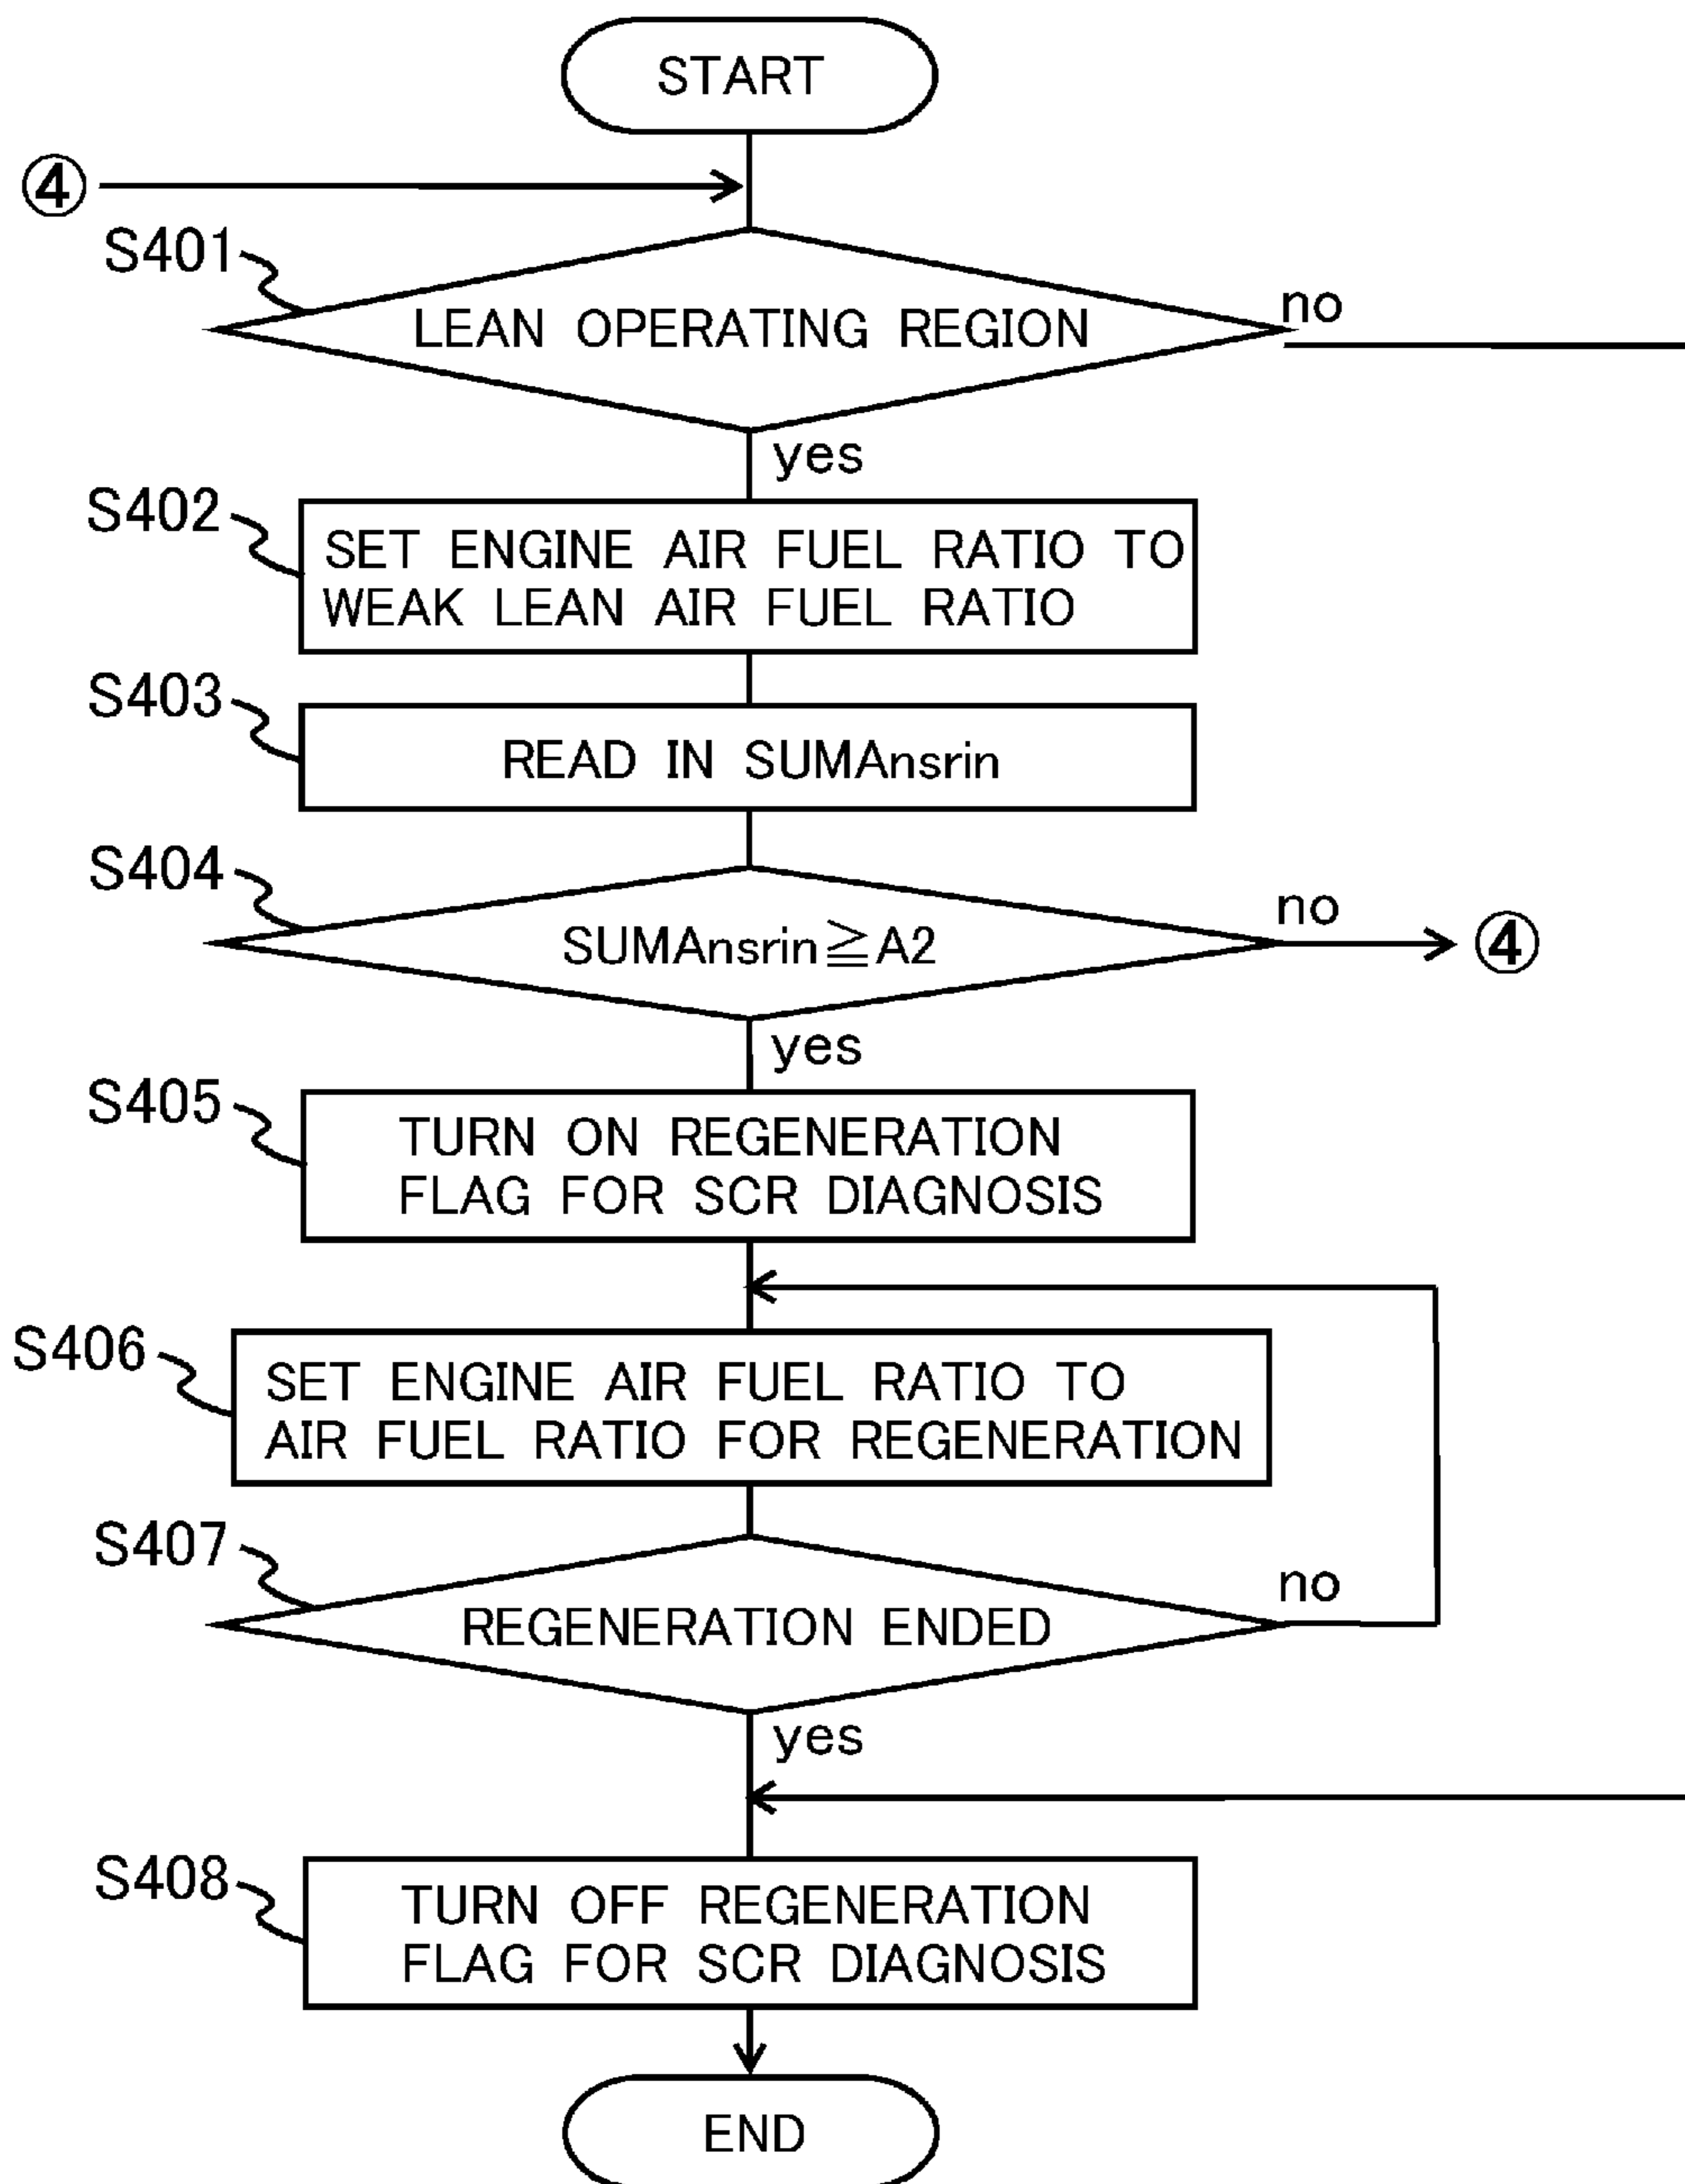 START
④
S401
LEAN OPERATING REGION
no
yes
S402
SET ENGINE AIR FUEL RATIO TO
WEAK LEAN AIR FUEL RATIO
S403
READ IN SUMAnsrin
S404
SUMAnsrin≧A2
no
④
yes
S405
TURN ON REGENERATION
FLAG FOR SCR DIAGNOSIS
S406
SET ENGINE AIR FUEL RATIO TO
AIR FUEL RATIO FOR REGENERATION
S407
REGENERATION ENDED
no
yes
S408
TURN OFF REGENERATION
FLAG FOR SCR DIAGNOSIS
END